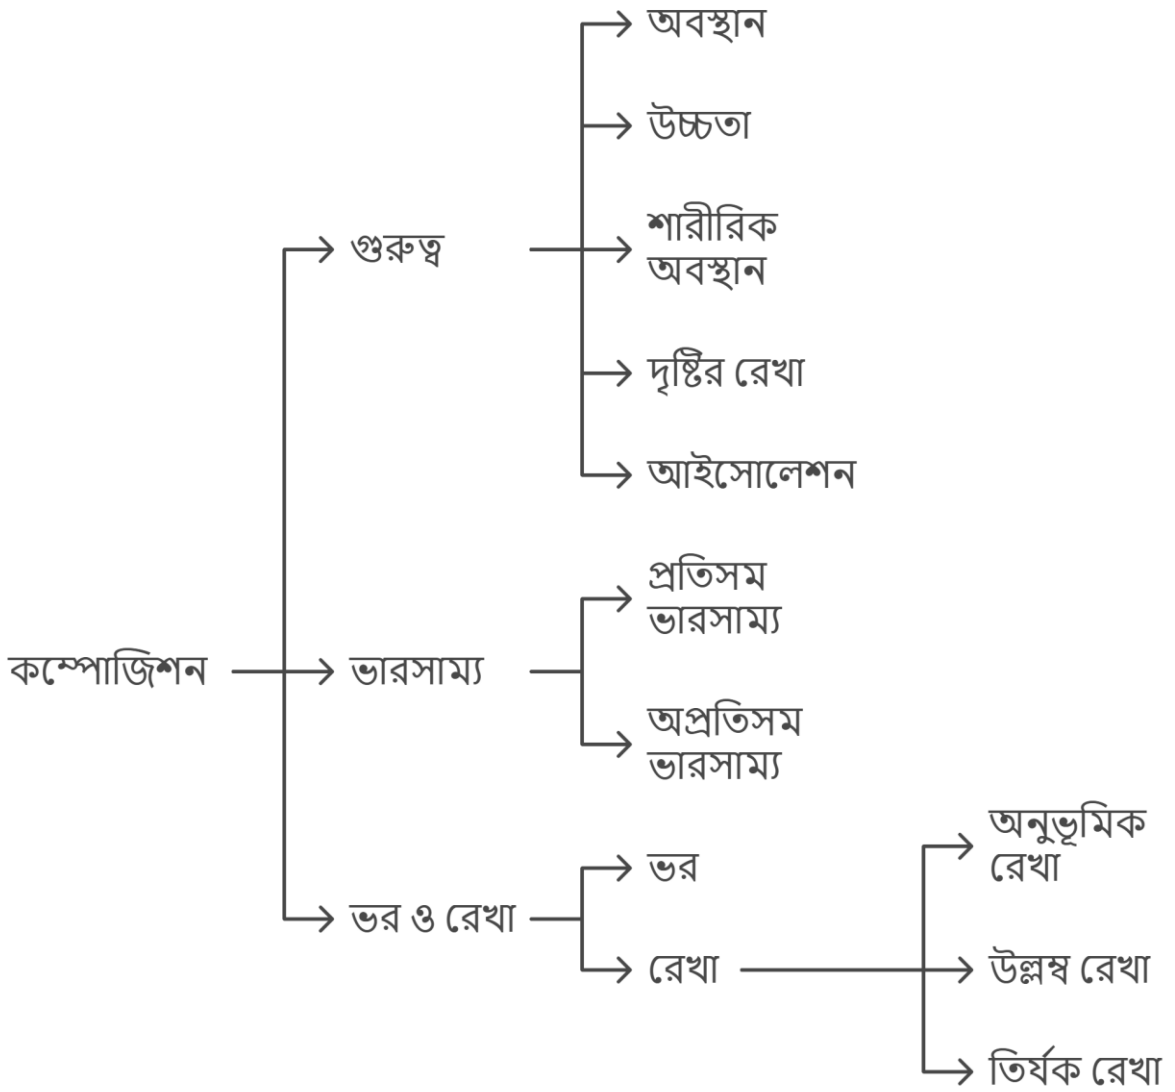 অবস্থান
উচ্চতা
শারীরিক
অবস্থান
গুরুত্ব
দৃষ্টির রেখা
আইসোলেশন
প্রতিসম
ভারসাম্য
কম্পোজিশন
ভারসাম্য
অপ্রতিসম
ভারসাম্য
অনুভূমিক
রেখা
ভর
ভর ও রেখা
রেখা
উল্লম্ব রেখা
তির্যক রেখা